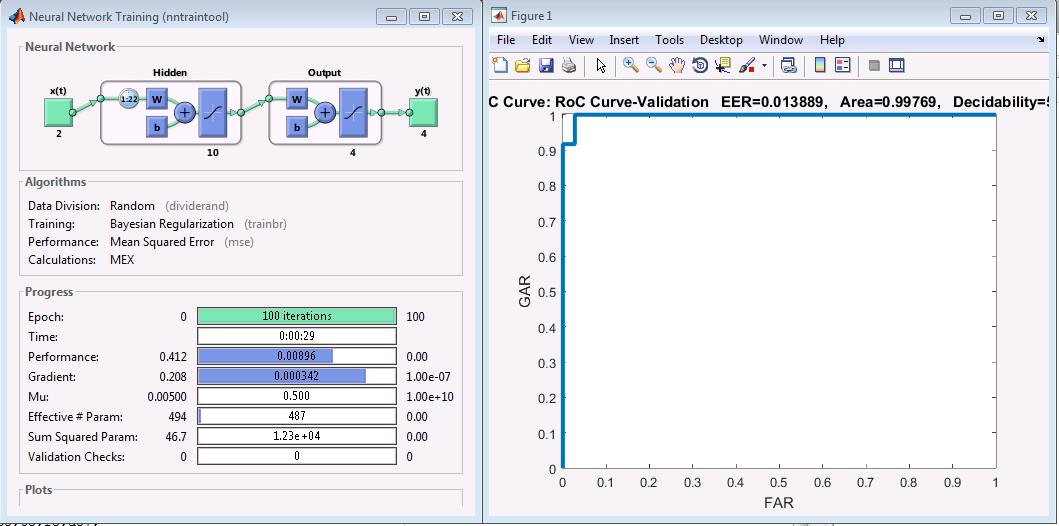 Neural Network Training (nntraintool)
Neural Network
Hidden
Output
x(t)
1:22
W
b
W
b
y(t)
2
10
4
4
Algorithms
Data Division: Random (dividerand)
Training: Bayesian Regularization (trainbr)
Performance: Mean Squared Error (mse)
Calculations: MEX
Progress
Epoch: 0 100 iterations 100
Time: 0:00:29
Performance: 0.412 0.00896 0.00
Gradient: 0.208 0.000342 1.00e-07
Mu: 0.00500 0.500 1.00e+10
Effective # Param: 494 487 0.00
Sum Squared Param: 46.7 1.23e+04 0.00
Validation Checks: 0 0 0
Plots
Figure 1
File Edit View Insert Tools Desktop Window Help
C Curve: RoC Curve-Validation EER=0.013889, Area=0.99769, Decidability=
1
0.9
0.8
0.7
0.6
0.5
0.4
0.3
0.2
0.1
0
GAR
0 0.1 0.2 0.3 0.4 0.5 0.6 0.7 0.8 0.9 1
FAR